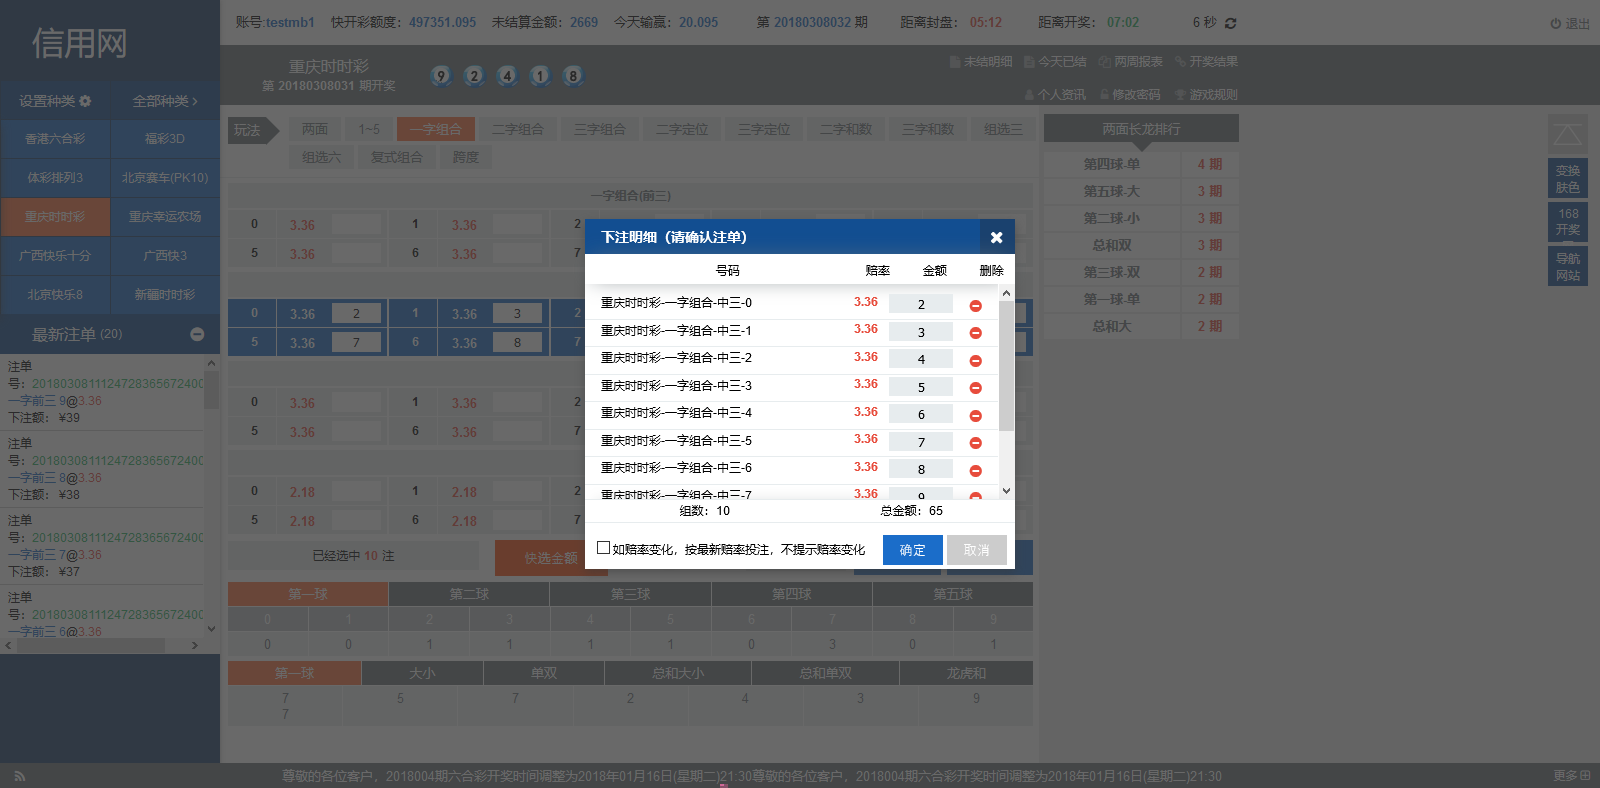 信用网
账号:testmb1 快开彩额度: 497351.095 未结算金额: 2669 今天输赢: 20.095 第 20180308032 期 距离封盘: 05:12 距离开奖: 07:02 6 秒 退出
重庆时时彩
第 20180308031 期开奖
9 2 4 1 8
未结明细 今天已结 两周报表 开奖结果
个人资讯 修改密码 游戏规则
设置种类 全部种类
香港六合彩 福彩3D
体彩排列3 北京赛车(PK10)
重庆时时彩 重庆幸运农场
广西快乐十分 广西快3
北京快乐8 新疆时时彩
最新注单 (20)
注单
号: 2018030811124728365672400
一字前三 9@3.36
下注额: ¥39
注单
号: 2018030811124728365672400
一字前三 8@3.36
下注额: ¥38
注单
号: 2018030811124728365672400
一字前三 7@3.36
下注额: ¥37
注单
号: 2018030811124728365672400
一字前三 6@3.36
玩法 两面 1~5 一字组合 二字组合 三字组合 二字定位 三字定位 二字和数 三字和数 组选三
组选六 复式组合 跨度
一字组合(前三)
0 3.36 1 3.36 2
5 3.36 6 3.36 7
0 3.36 2 1 3.36 3 2
5 3.36 7 6 3.36 8 7
0 3.36 1 3.36 2
5 3.36 6 3.36 7
0 2.18 1 2.18 2
5 2.18 6 2.18 7
已经选中 10 注 快选金额
第一球 第二球 第三球 第四球 第五球
0 1 2 3 4 5 6 7 8 9
0 0 1 1 1 1 0 3 0 1
第一球 大小 单双 总和大小 总和单双 龙虎和
7 5 7 2 4 3 9
7
下注明细（请确认注单）
号码 赔率 金额 删除
重庆时时彩-一字组合-中三-0 3.36 2
重庆时时彩-一字组合-中三-1 3.36 3
重庆时时彩-一字组合-中三-2 3.36 4
重庆时时彩-一字组合-中三-3 3.36 5
重庆时时彩-一字组合-中三-4 3.36 6
重庆时时彩-一字组合-中三-5 3.36 7
重庆时时彩-一字组合-中三-6 3.36 8
重庆时时彩-一字组合-中三-7 3.36 9
组数: 10 总金额: 65
如赔率变化，按最新赔率投注，不提示赔率变化 确定 取消
两面长龙排行
第四球-单 4 期
第五球-大 3 期
第二球-小 3 期
总和双 3 期
第三球-双 2 期
第一球-单 2 期
总和大 2 期
变换
肤色
168
开奖
导航
网站
尊敬的各位客户，2018004期六合彩开奖时间调整为2018年01月16日(星期二)21:30尊敬的各位客户，2018004期六合彩开奖时间调整为2018年01月16日(星期二)21:30
更多